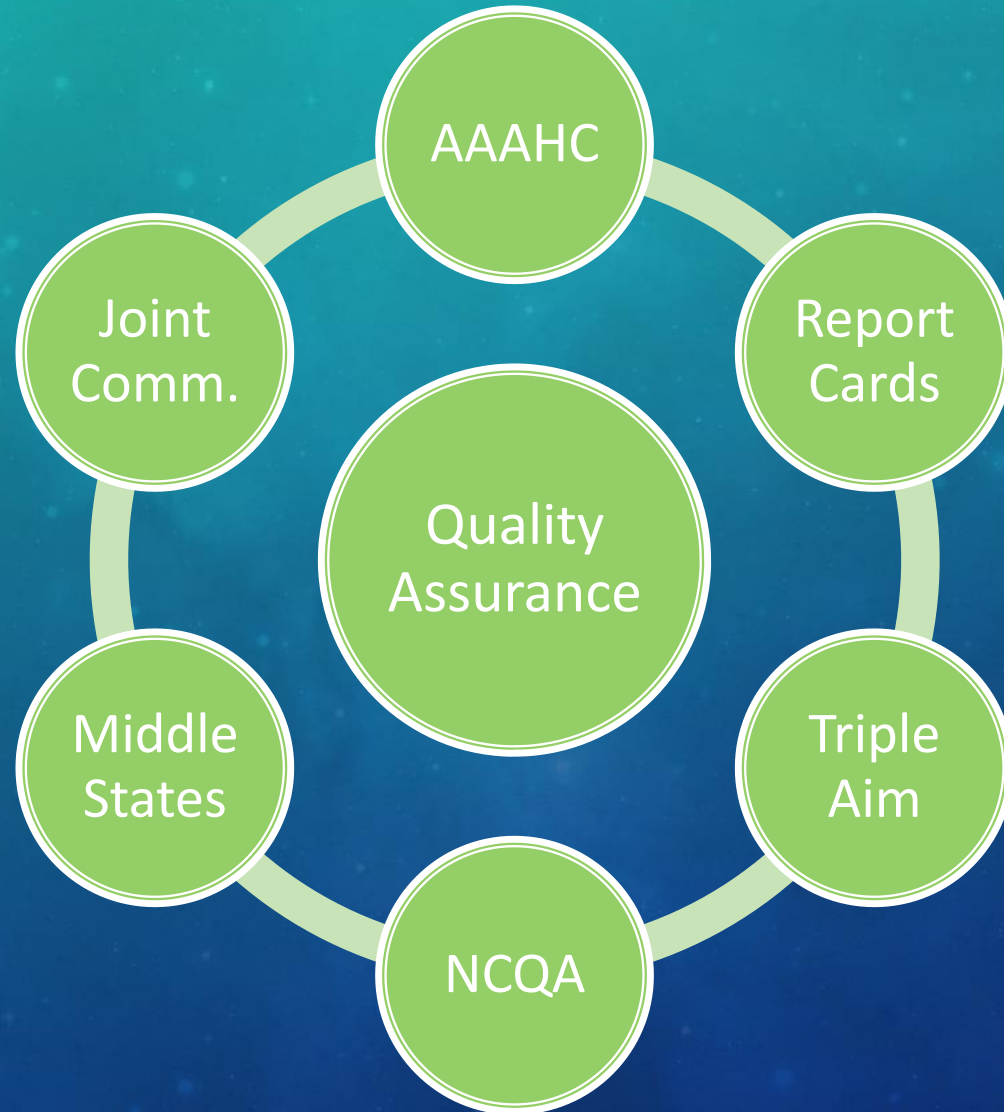 AAAHC
Report
Cards
Triple
Aim
NCQA
Middle
States
Joint
Comm.
Quality
Assurance